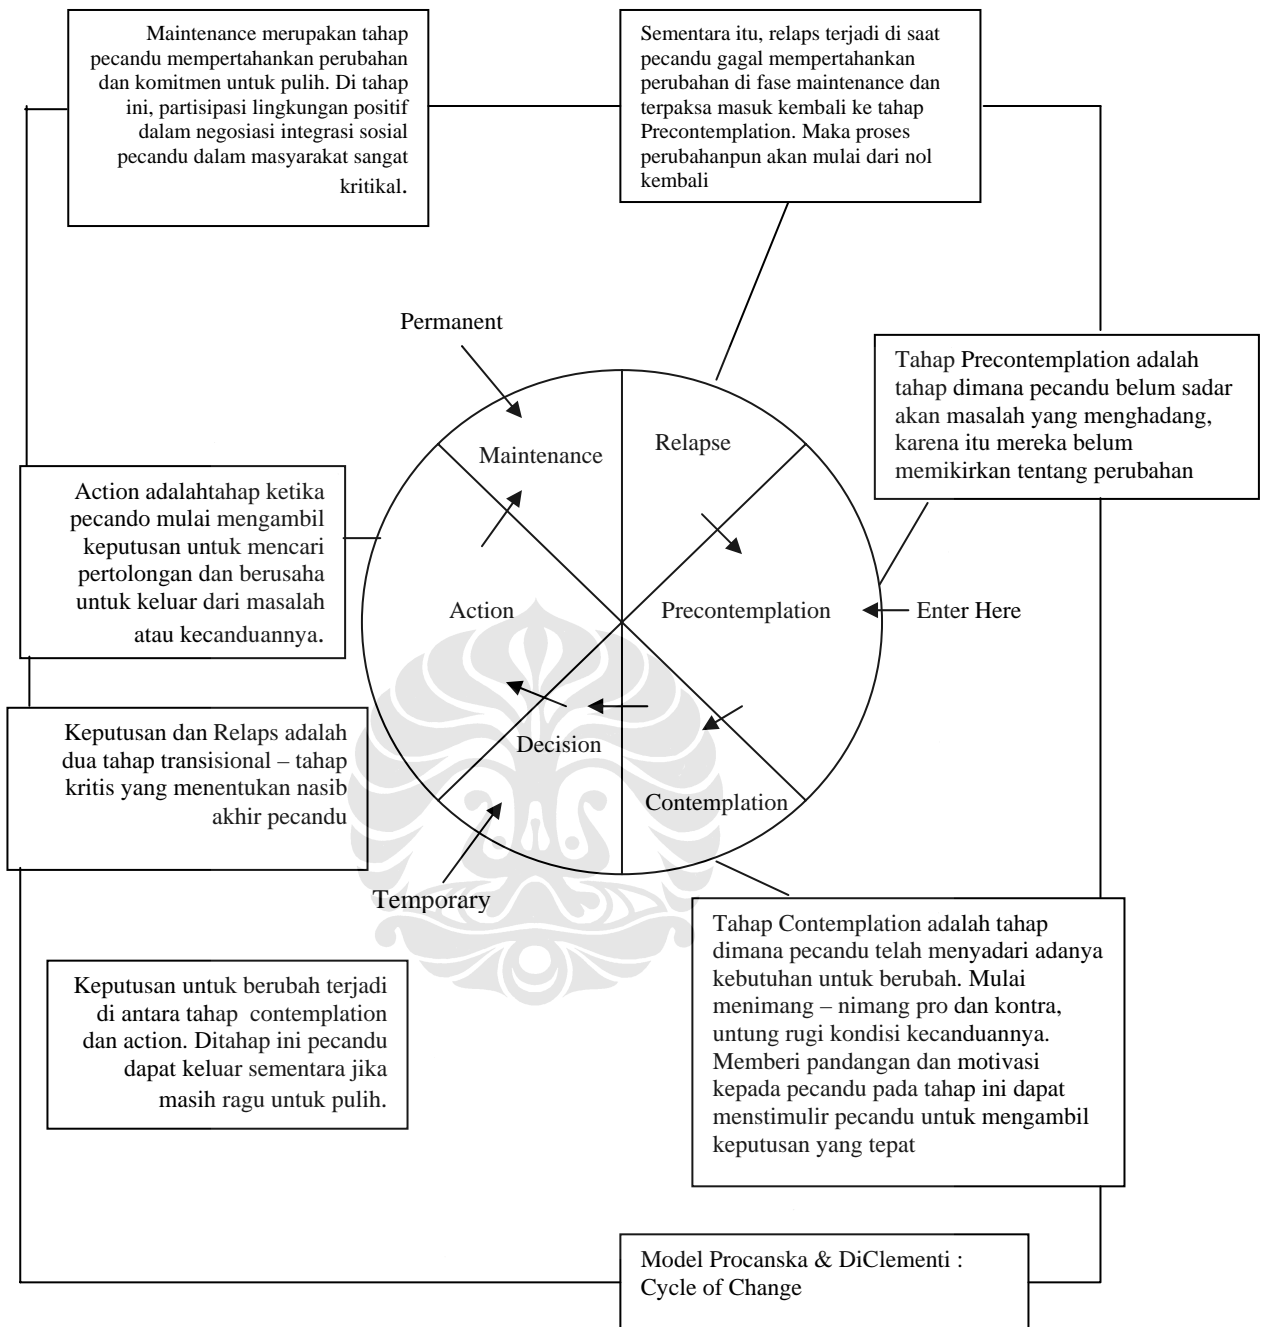 Maintenance merupakan tahap
pecandu mempertahankan perubahan
dan komitmen untuk pulih. Di tahap
ini, partisipasi lingkungan positif
dalam negosiasi integrasi sosial
pecandu dalam masyarakat sangat
kritikal.
Sementara itu, relaps terjadi di saat
pecandu gagal mempertahankan
perubahan di fase maintenance dan
terpaksa masuk kembali ke tahap
Precontemplation. Maka proses
perubahanpun akan mulai dari nol
kembali
Permanent
Tahap Precontemplation adalah
tahap dimana pecandu belum sadar
akan masalah yang menghadang,
karena itu mereka belum
memikirkan tentang perubahan
Maintenance
Relapse
Action adalahtahap ketika
pecando mulai mengambil
keputusan untuk mencari
pertolongan dan berusaha
untuk keluar dari masalah
atau kecanduannya.
Action
Precontemplation
Enter Here
Keputusan dan Relaps adalah
dua tahap transisional – tahap
kritis yang menentukan nasib
akhir pecandu
Decision
Contemplation
Temporary
Tahap Contemplation adalah tahap
dimana pecandu telah menyadari adanya
kebutuhan untuk berubah. Mulai
menimang – nimang pro dan kontra,
untung rugi kondisi kecanduannya.
Memberi pandangan dan motivasi
kepada pecandu pada tahap ini dapat
menstimulir pecandu untuk mengambil
keputusan yang tepat
Keputusan untuk berubah terjadi
di antara tahap  contemplation
dan action. Ditahap ini pecandu
dapat keluar sementara jika
masih ragu untuk pulih.
Model Procanska & DiClementi :
Cycle of Change